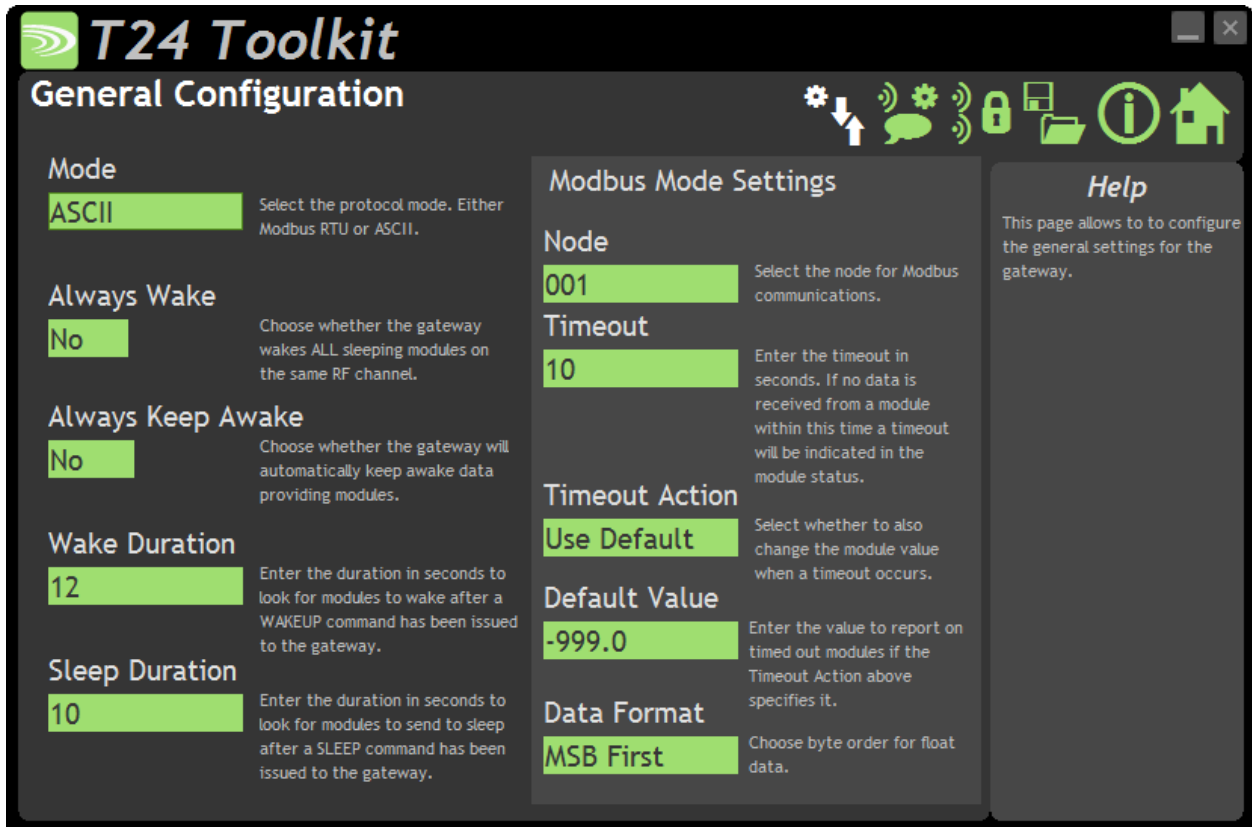 T24 Toolkit
General Configuration
Mode
ASCII
Select the protocol mode. Either
Modbus RTU or ASCII.
Always Wake
No
Choose whether the gateway
wakes ALL sleeping modules on
the same RF channel.
Always Keep Awake
No
Choose whether the gateway will
automatically keep awake data
providing modules.
Wake Duration
12
Enter the duration in seconds to
look for modules to wake after a
WAKEUP command has been issued
to the gateway.
Sleep Duration
10
Enter the duration in seconds to
look for modules to send to sleep
after a SLEEP command has been
issued to the gateway.
Modbus Mode Settings
Node
001
Select the node for Modbus
communications.
Timeout
10
Enter the timeout in
seconds. If no data is
received from a module
within this time a timeout
will be indicated in the
module status.
Timeout Action
Use Default
Select whether to also
change the module value
when a timeout occurs.
Default Value
-999.0
Enter the value to report on
timed out modules if the
Timeout Action above
specifies it.
Data Format
MSB First
Choose byte order for float
data.
Help
This page allows to to configure
the general settings for the
gateway.